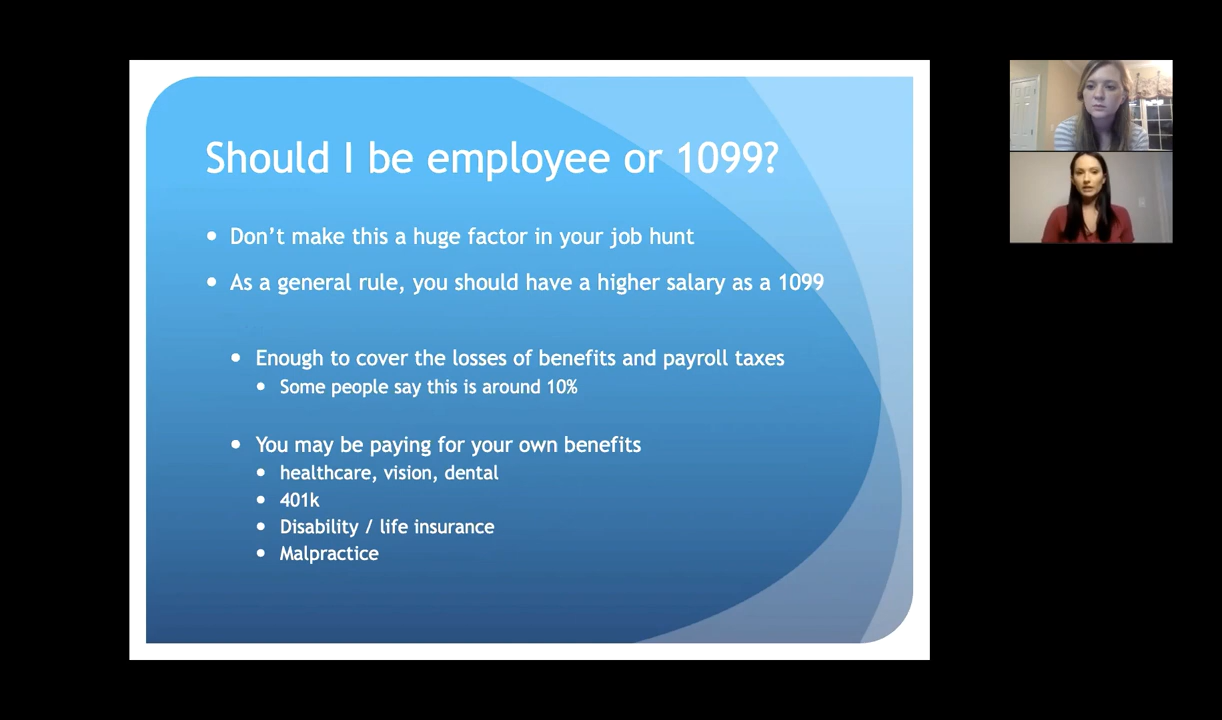 Should I be employee or 1099?
Don’t make this a huge factor in your job hunt
As a general rule, you should have a higher salary as a 1099
Enough to cover the losses of benefits and payroll taxes
Some people say this is around 10%
You may be paying for your own benefits
healthcare, vision, dental
401k
Disability / life insurance
Malpractice